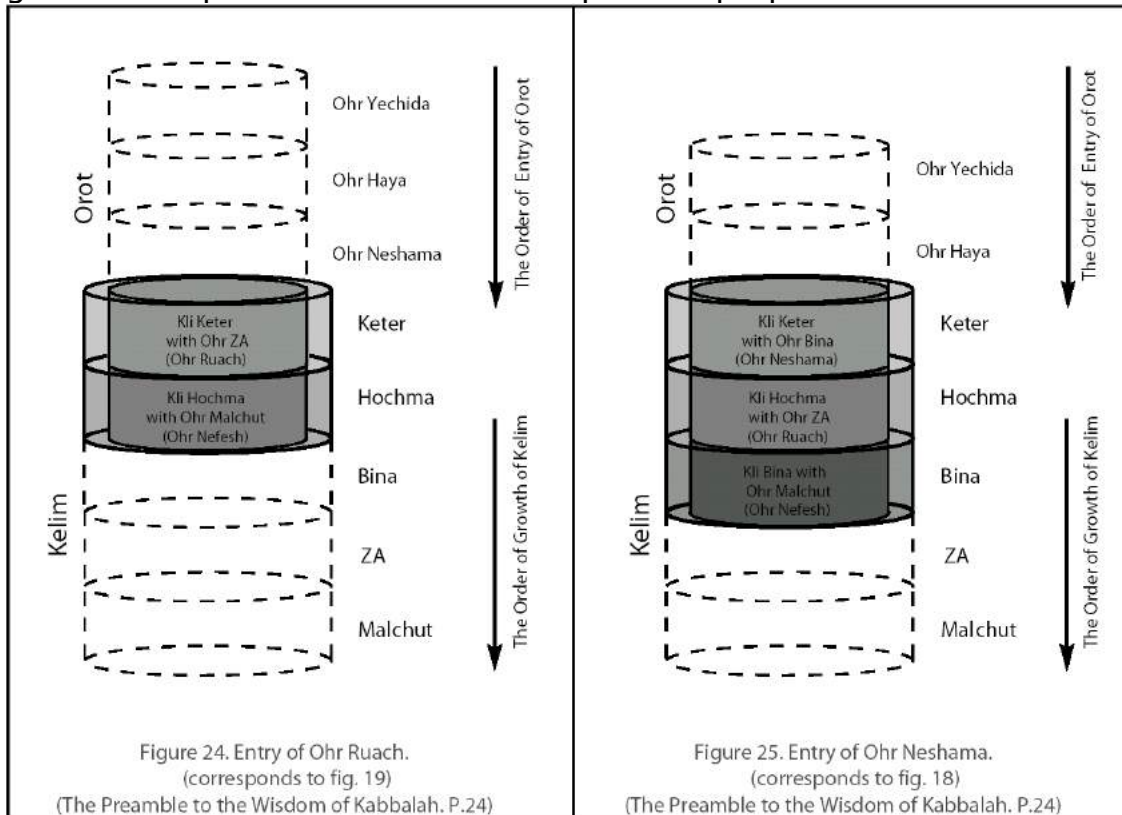 Ohr Yechida
Ohr Haya
Ohr Neshama
Orot
The Order of Entry of Orot
Kli Keter
with Ohr ZA
(Ohr Ruach)
Keter
Kli Hochma
with Ohr Malchut
(Ohr Nefesh)
Hochma
Bina
ZA
Malchut
Kelim
The Order of Growth of Kelim
Figure 24. Entry of Ohr Ruach.
(corresponds to fig. 19)
(The Preamble to the Wisdom of Kabbalah. P.24)
Ohr Yechida
Ohr Haya
Orot
The Order of Entry of Orot
Kli Keter
with Ohr Bina
(Ohr Neshama)
Keter
Kli Hochma
with Ohr ZA
(Ohr Ruach)
Hochma
Kli Bina with
Ohr Malchut
(Ohr Nefesh)
Bina
ZA
Malchut
Kelim
The Order of Growth of Kelim
Figure 25. Entry of Ohr Neshama.
(corresponds to fig. 18)
(The Preamble to the Wisdom of Kabbalah. P.24)